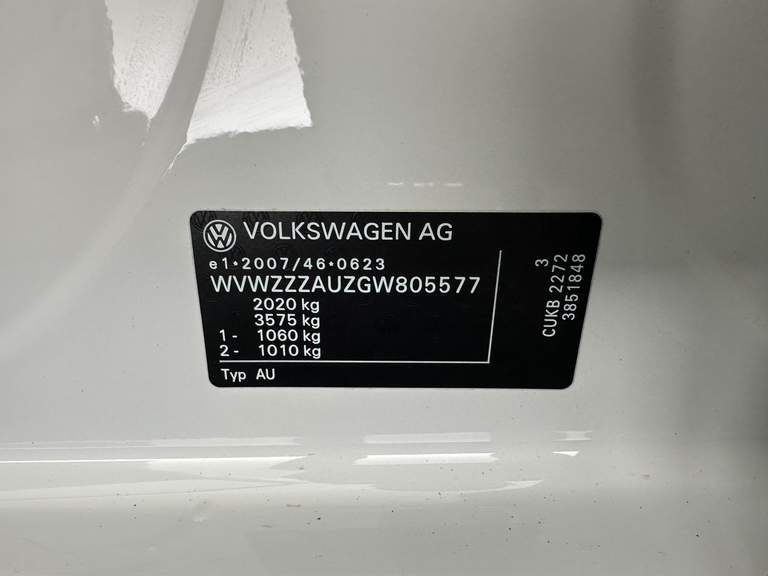 VOLKSWAGEN AG
e1*2007/46*0623
WVWZZZAUZGW805577
2020 kg
3575 kg
1- 1060 kg
2- 1010 kg
Typ AU
3
CUKB 2272
3851848